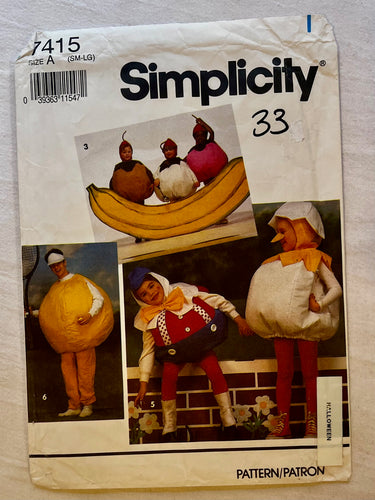 7415
SIZE A (SM-LG)
0 39363 11547
Simplicity®
33
3
6
5
HALLOWEEN
PATTERN/PATRON